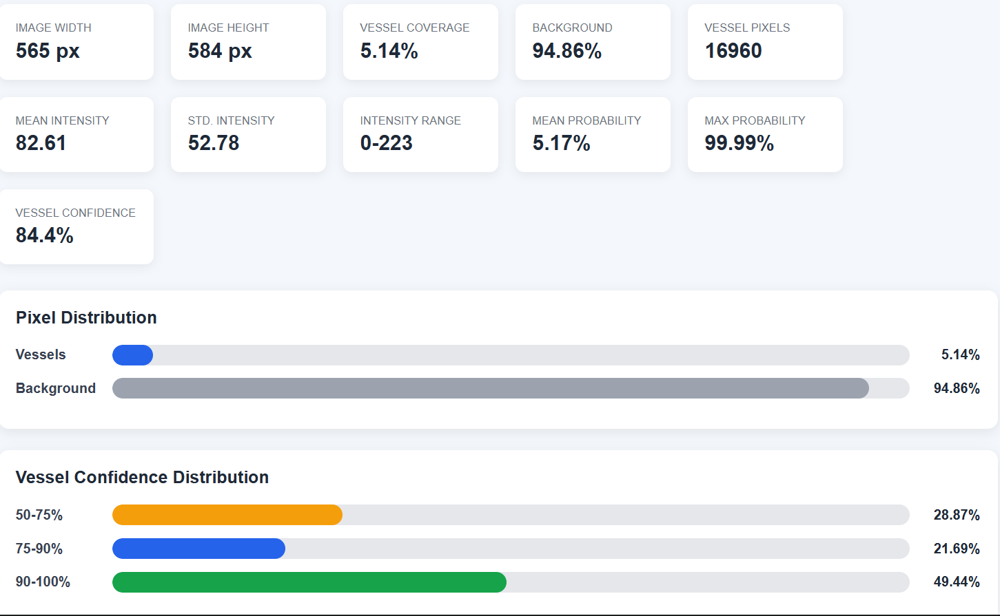 IMAGE WIDTH
565 px
IMAGE HEIGHT
584 px
VESSEL COVERAGE
5.14%
BACKGROUND
94.86%
VESSEL PIXELS
16960
MEAN INTENSITY
82.61
STD. INTENSITY
52.78
INTENSITY RANGE
0-223
MEAN PROBABILITY
5.17%
MAX PROBABILITY
99.99%
VESSEL CONFIDENCE
84.4%
Pixel Distribution
Vessels 5.14%
Background 94.86%
Vessel Confidence Distribution
50-75% 28.87%
75-90% 21.69%
90-100% 49.44%